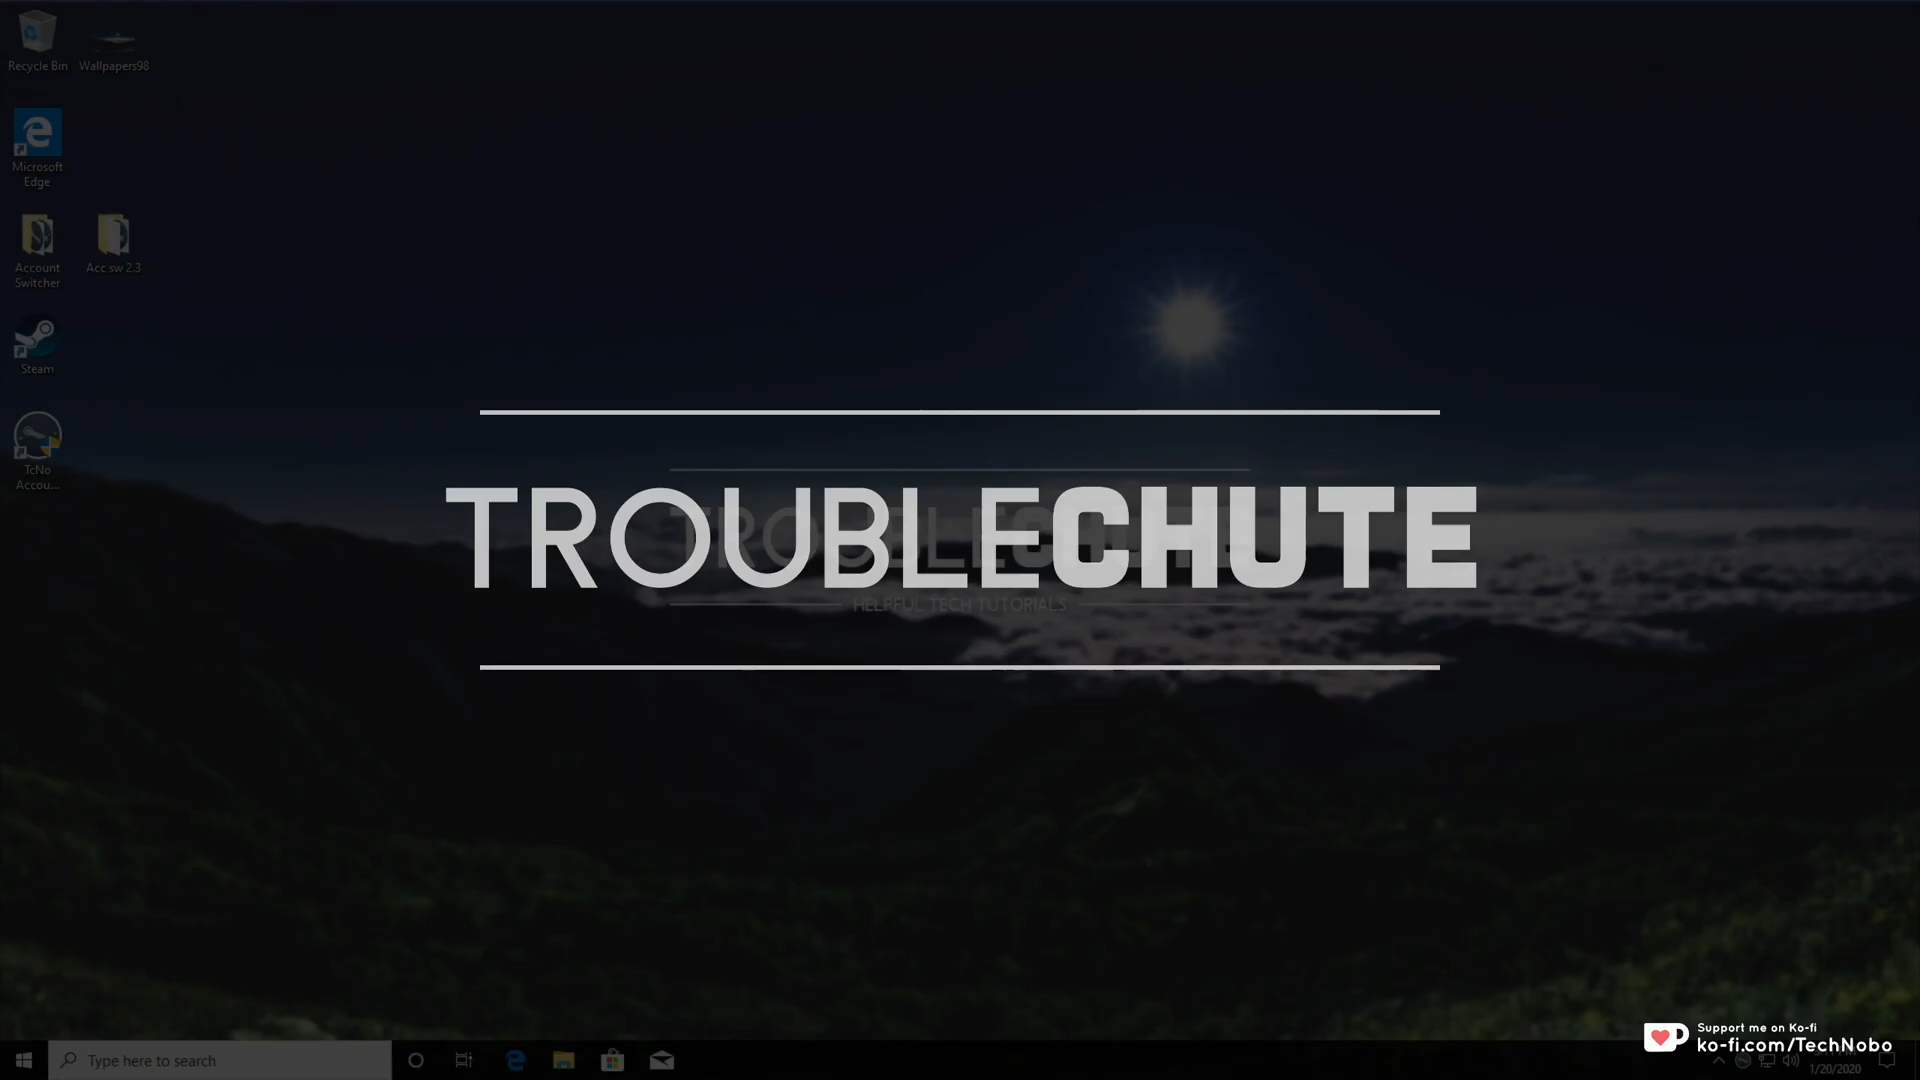 Recycle Bin
Wallpapers98
Microsoft
Edge
Account
Switcher
Acc sw 2.3
Steam
TcNo
Accou...
TROUBLECHUTE
TROUBLECHUTE
HELPFUL TECH TUTORIALS
Type here to search
Support me on Ko-fi
ko-fi.com/TechNobo
1/20/2020